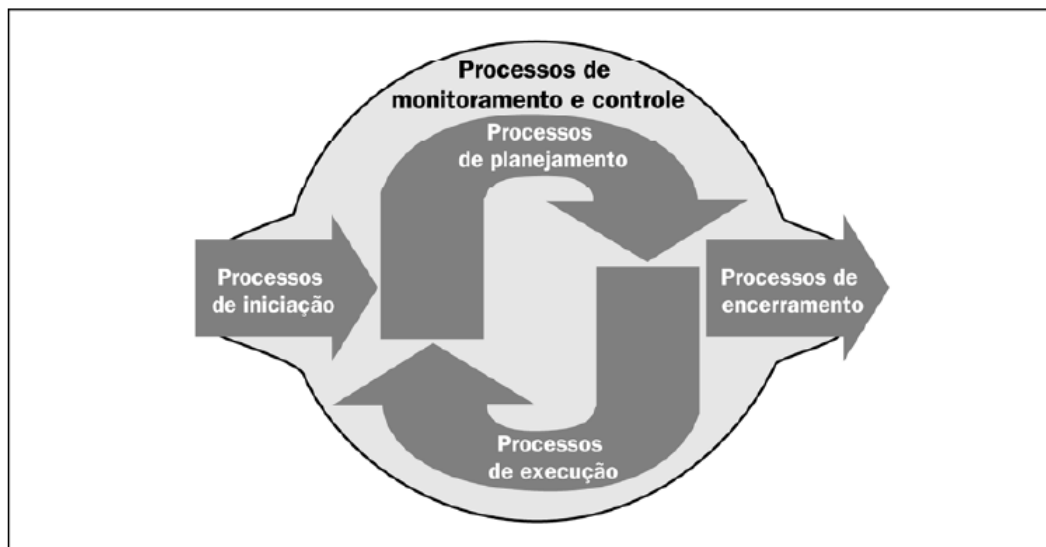 Processos de
monitoramento e controle
Processos
de planejamento
Processos
de iniciação
Processos de
encerramento
Processos
de execução